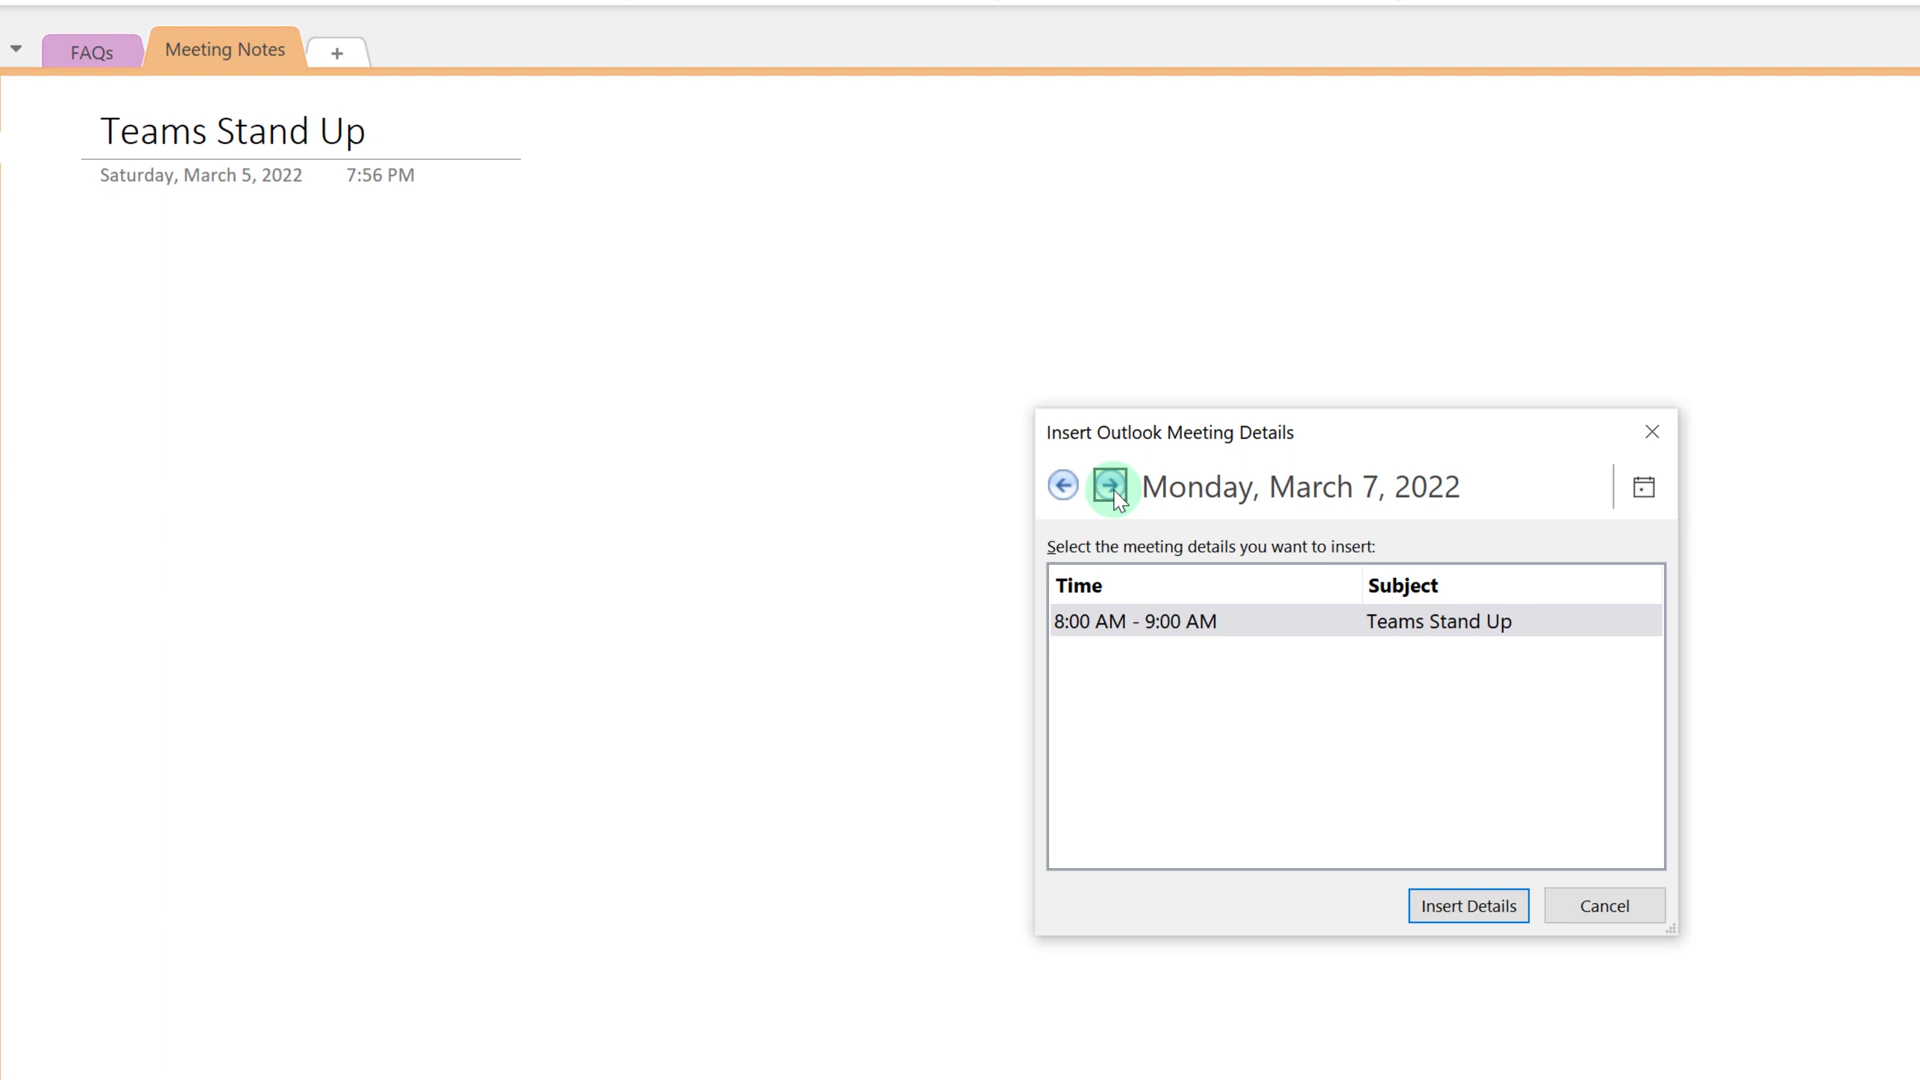 FAQs
Meeting Notes
+
Teams Stand Up
Saturday, March 5, 2022 7:56 PM
Insert Outlook Meeting Details
Monday, March 7, 2022
Select the meeting details you want to insert:
Time Subject
8:00 AM - 9:00 AM Teams Stand Up
Insert Details Cancel